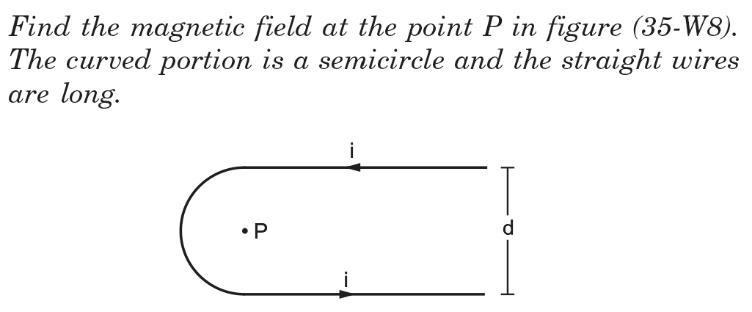 Find the magnetic field at the point P in figure (35-W8).
The curved portion is a semicircle and the straight wires
are long.
i
P
d
i